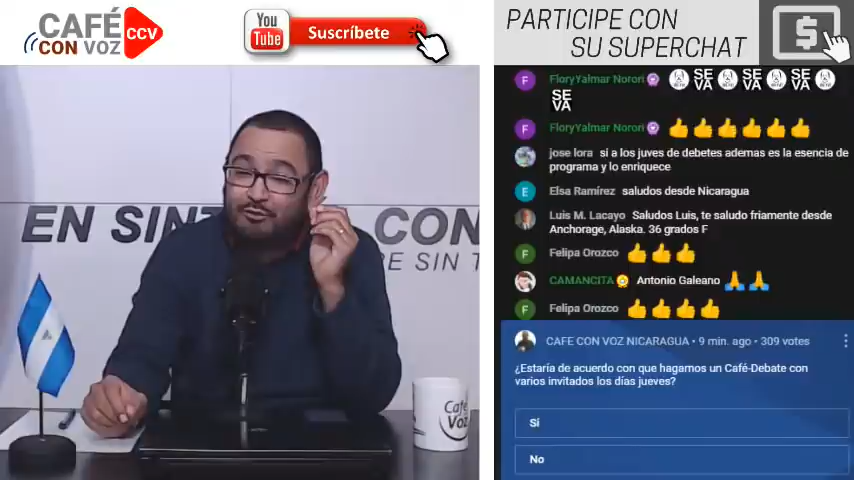 CAFÉ
CON VOZ
CCV
You
Tube
Suscríbete
PARTICIPE CON
SU SUPERCHAT
$
EN SIN
CON
E SIN T
Café
Voz
FloryYalmar Norori SE VA SE VA SE VA
SE VA
FloryYalmar Norori
jose lora si a los juves de debetes ademas es la esencia de
programa y lo enriquece
Elsa Ramírez saludos desde Nicaragua
Luis M. Lacayo Saludos Luis, te saludo friamente desde
Anchorage, Alaska. 36 grados F
Felipa Orozco
CAMANCITA Antonio Galeano
Felipa Orozco
CAFE CON VOZ NICARAGUA • 9 min. ago • 309 votes
¿Estaría de acuerdo con que hagamos un Café-Debate con
varios invitados los días jueves?
Sí
No